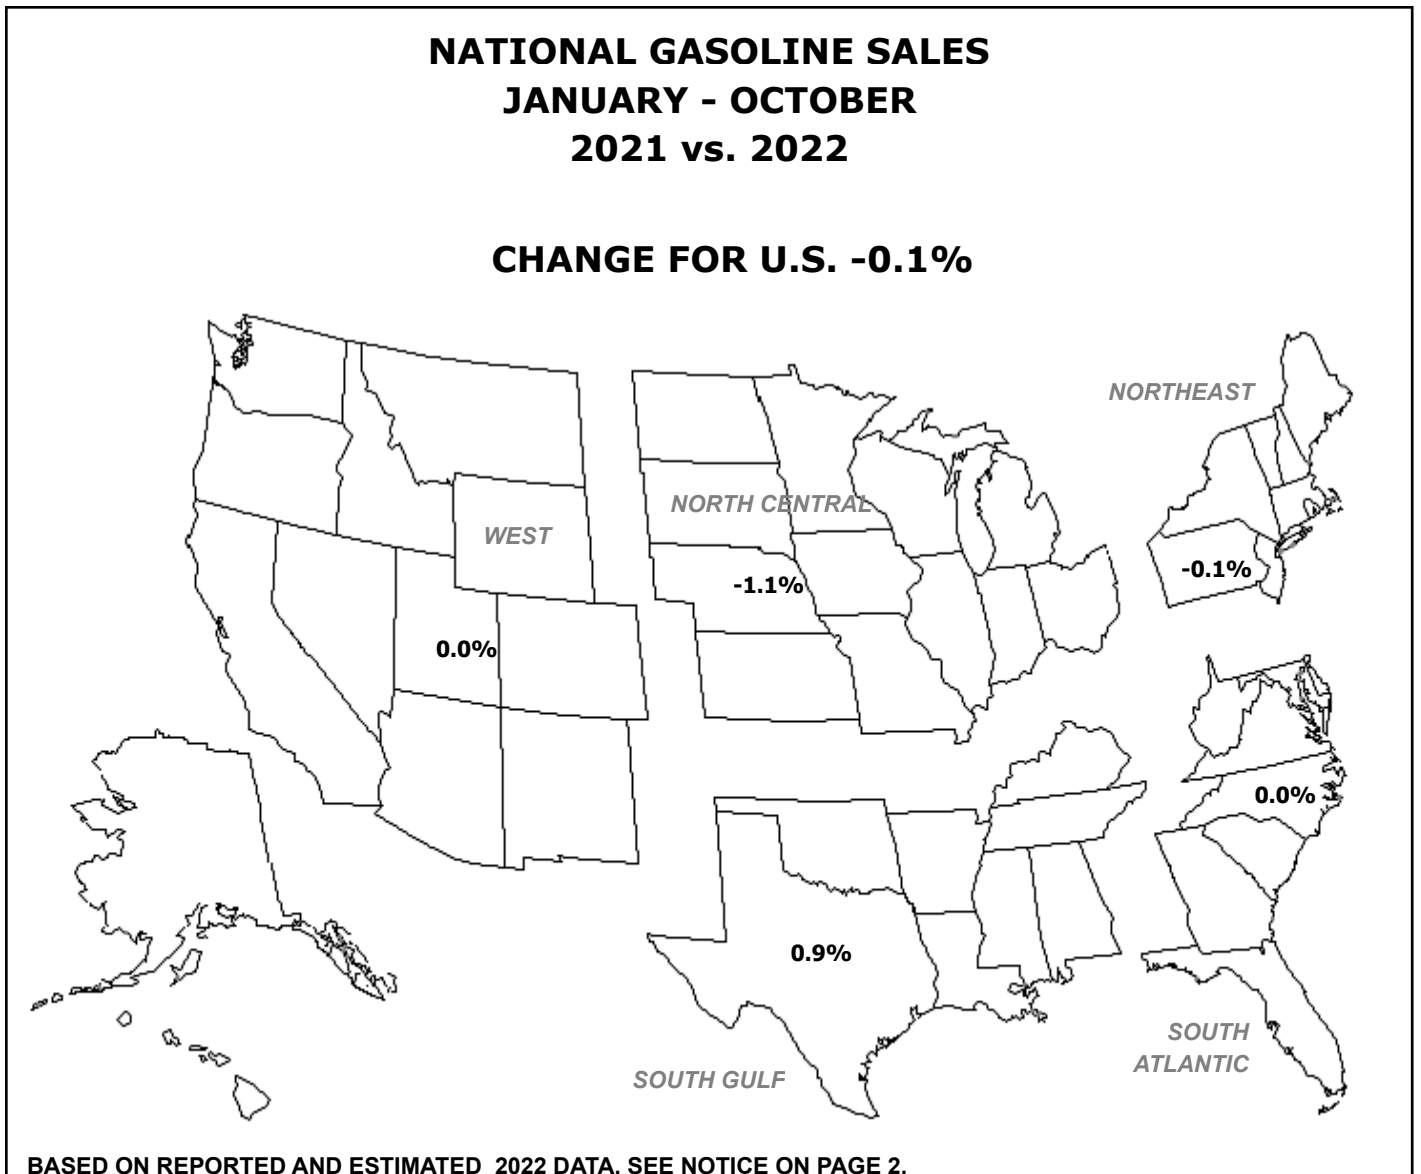 NATIONAL GASOLINE SALES
JANUARY - OCTOBER
2021 vs. 2022
CHANGE FOR U.S. -0.1%
NORTHEAST
NORTH CENTRAL
WEST
-0.1%
-1.1%
0.0%
0.0%
0.9%
SOUTH
ATLANTIC
SOUTH GULF
BASED ON REPORTED AND ESTIMATED  2022 DATA. SEE NOTICE ON PAGE 2.